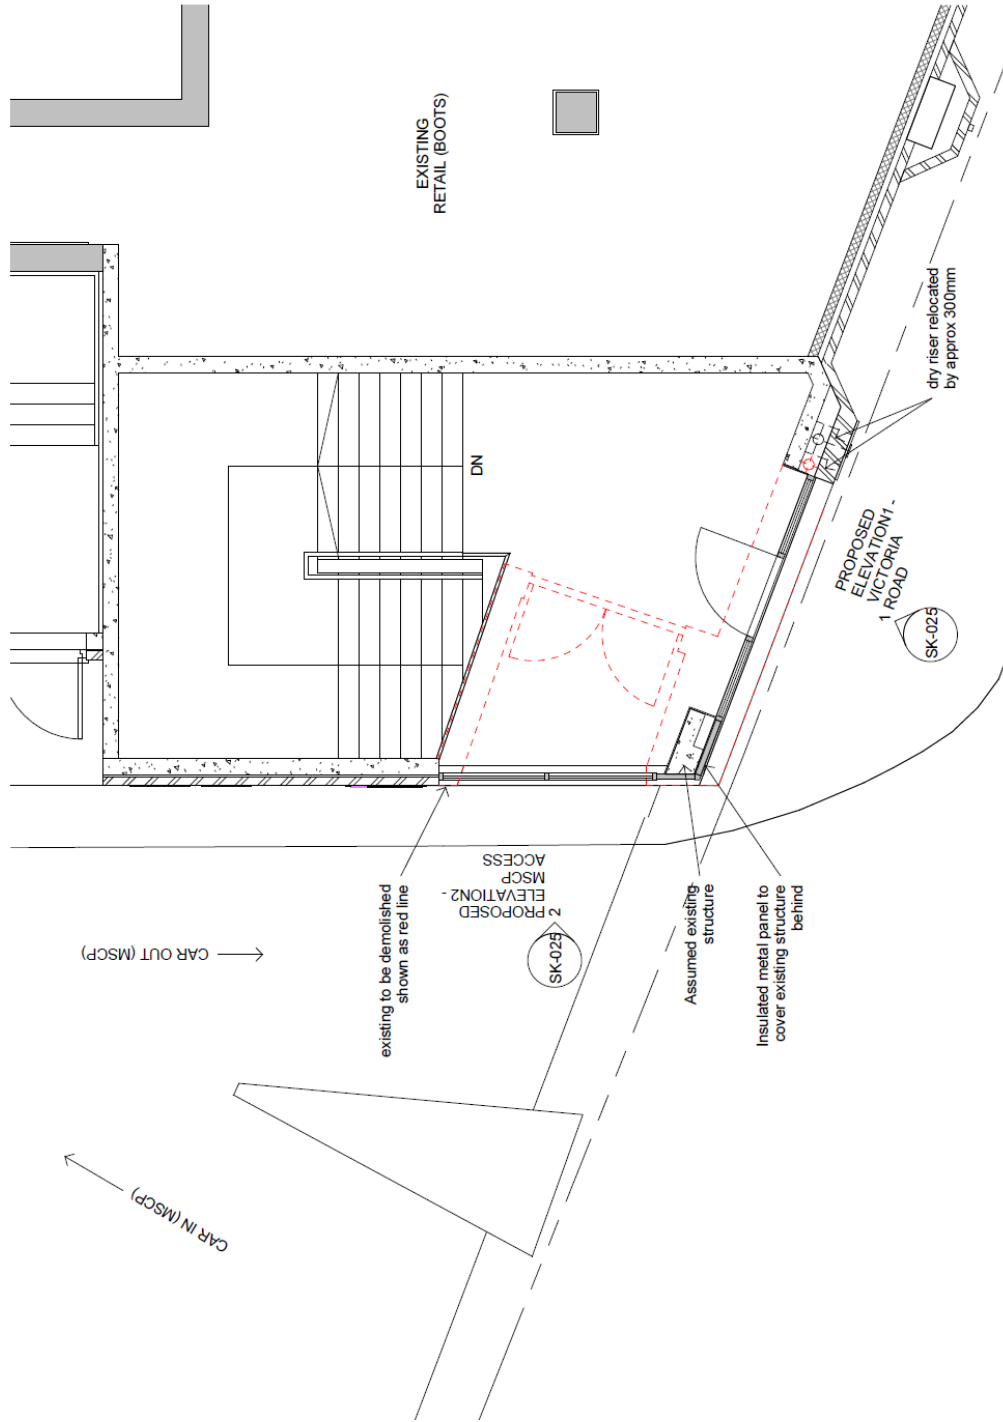 EXISTING
RETAIL (BOOTS)
DN
dry riser relocated
by approx 300mm
PROPOSED
ELEVATION1 -
VICTORIA
1 ROAD
SK-025
PROPOSED
ELEVATION2 -
MSCP
ACCESS
2
SK-025
existing to be demolished
shown as red line
Assumed existing
structure
Insulated metal panel to
cover existing structure
behind
CAR OUT (MSCP)
CAR IN (MSCP)